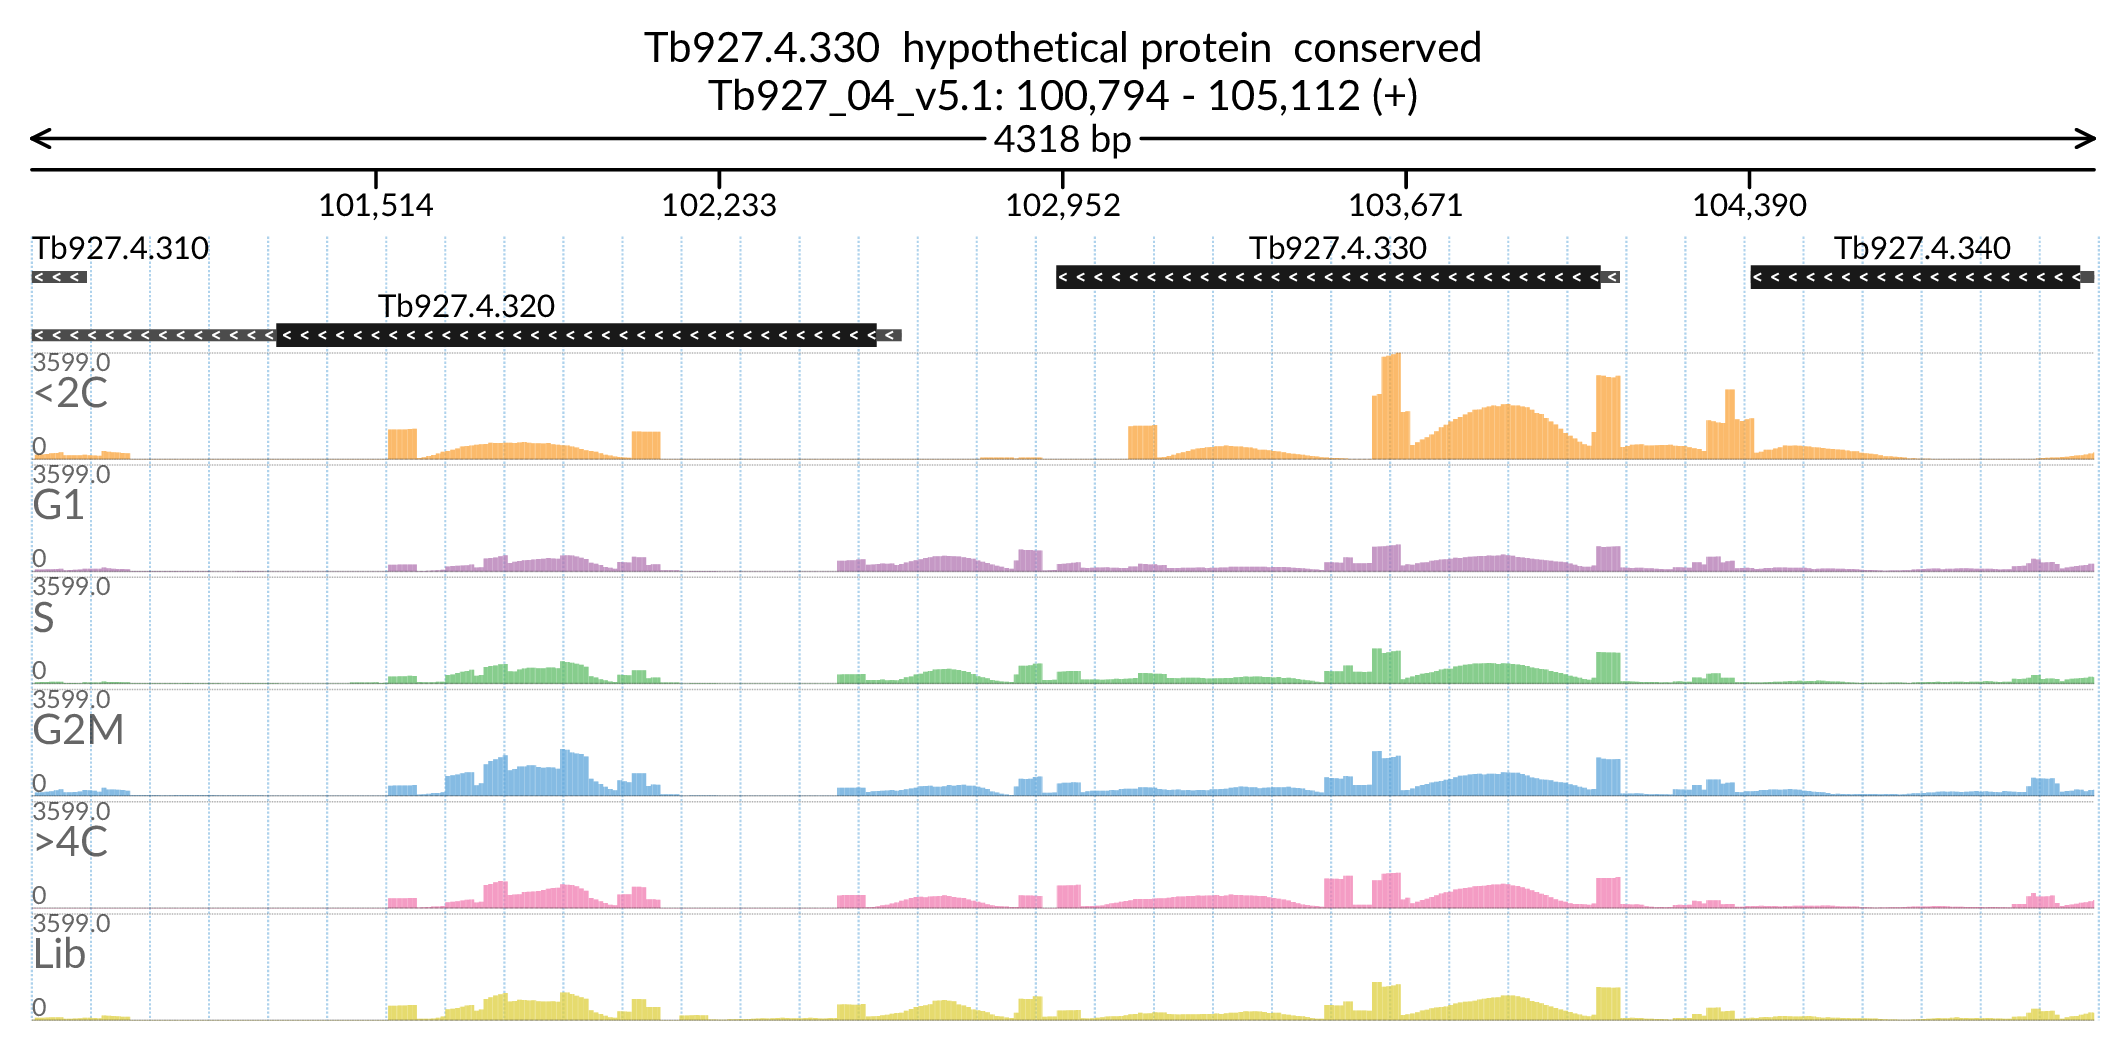 Tb927.4.330  hypothetical protein  conserved
Tb927_04_v5.1: 100,794 - 105,112 (+)
4318 bp
101,514 102,233 102,952 103,671 104,390
Tb927.4.310 Tb927.4.330 Tb927.4.340
Tb927.4.320
3599.0
<2C
0
3599.0
G1
0
3599.0
S
0
3599.0
G2M
0
3599.0
>4C
0
3599.0
Lib
0